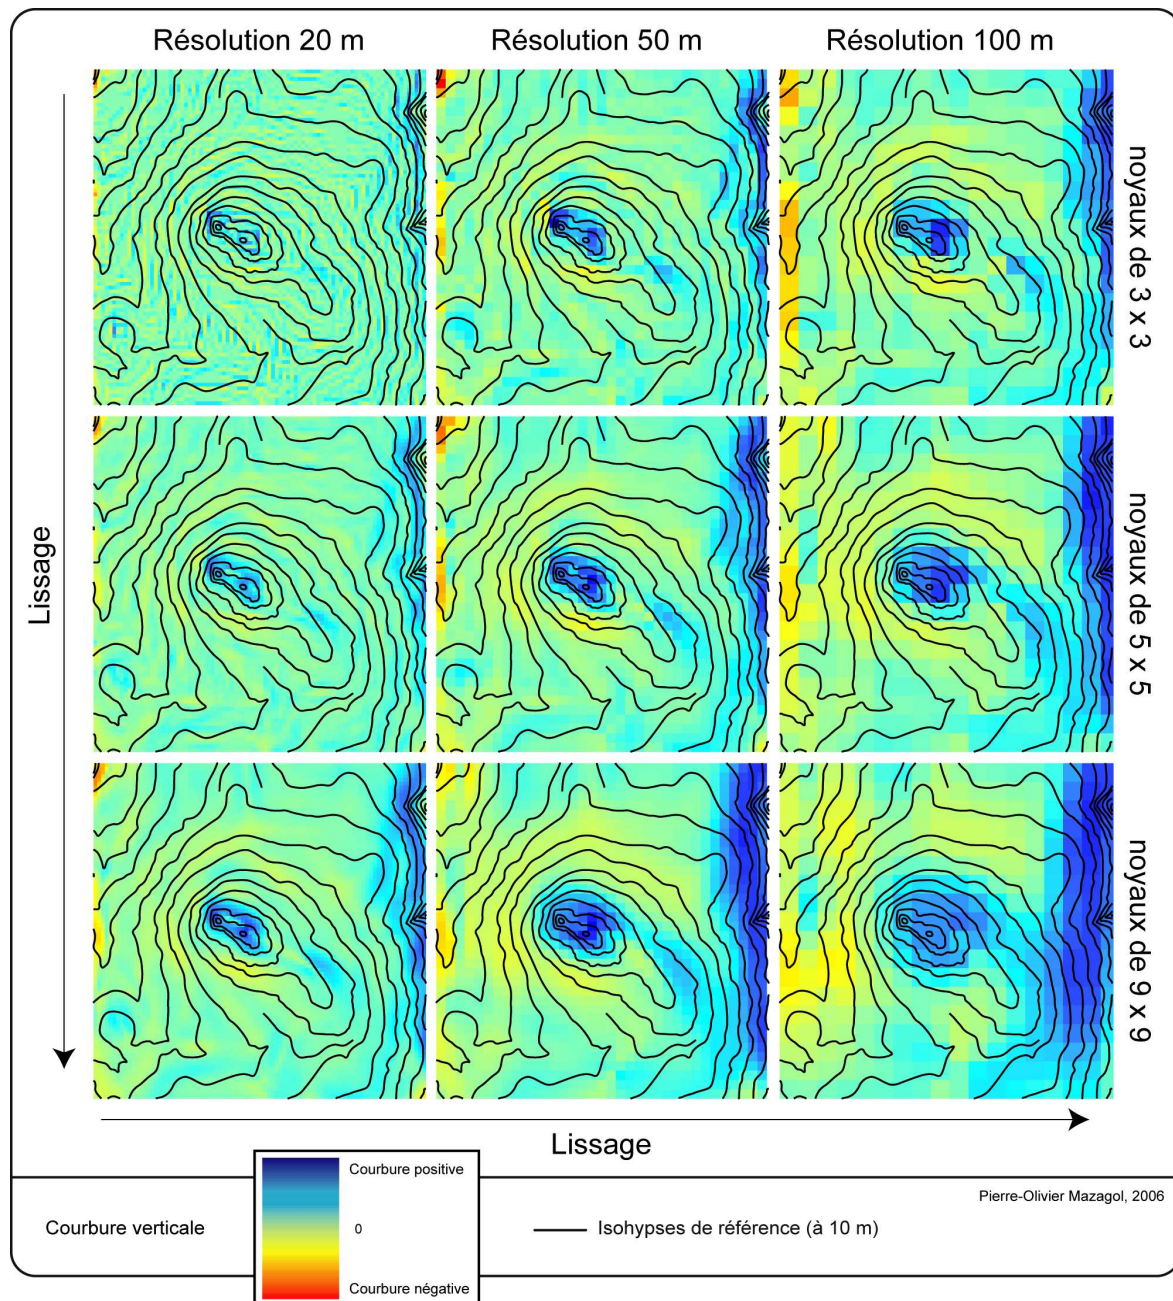 Résolution 20 m
Résolution 50 m
Résolution 100 m
noyaux de 3 x 3
noyaux de 5 x 5
noyaux de 9 x 9
Lissage
Lissage
Courbure verticale
Courbure positive
0
Courbure négative
Isohypses de référence (à 10 m)
Pierre-Olivier Mazagol, 2006